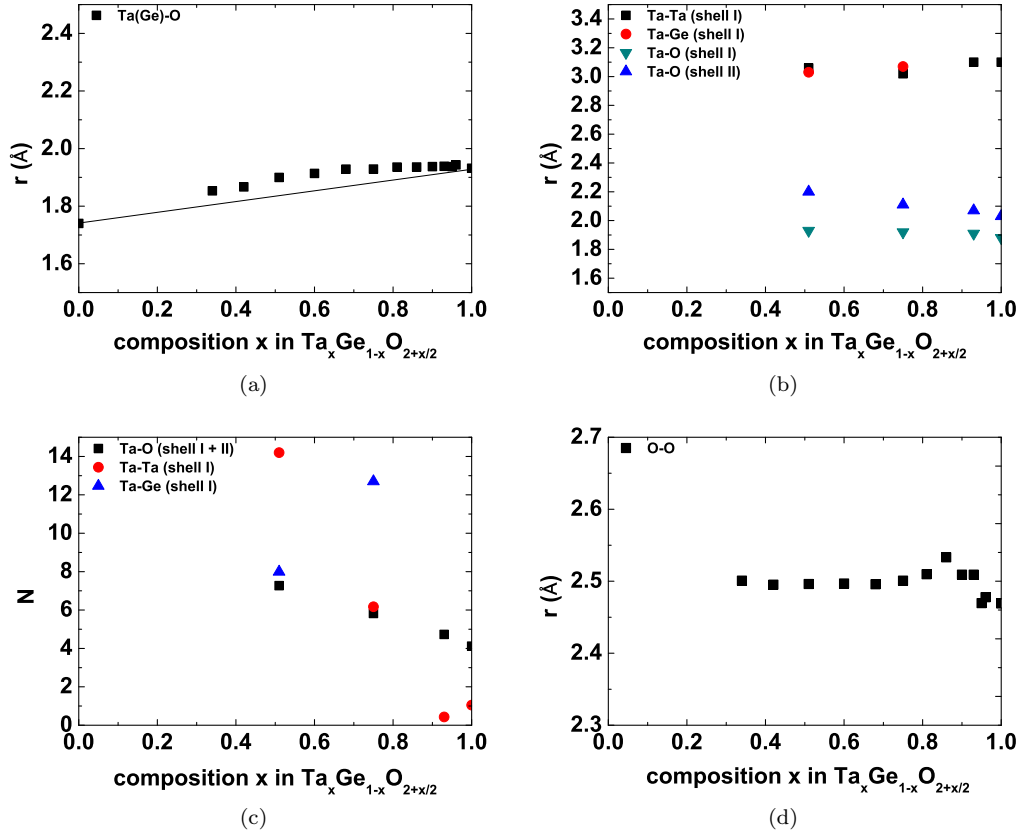 Ta(Ge)-O
2.4
2.2
2.0
1.8
1.6
r (Å)
0.0 0.2 0.4 0.6 0.8 1.0
composition x in TaₓGe₁₋ₓO₂₊ₓ/₂
(a)
Ta-Ta (shell I)
Ta-Ge (shell I)
Ta-O (shell I)
Ta-O (shell II)
3.4
3.2
3.0
2.8
2.6
2.4
2.2
2.0
1.8
1.6
r (Å)
0.0 0.2 0.4 0.6 0.8 1.0
composition x in TaₓGe₁₋ₓO₂₊ₓ/₂
(b)
Ta-O (shell I + II)
Ta-Ta (shell I)
Ta-Ge (shell I)
14
12
10
8
6
4
2
0
N
0.0 0.2 0.4 0.6 0.8 1.0
composition x in TaₓGe₁₋ₓO₂₊ₓ/₂
(c)
O-O
2.7
2.6
2.5
2.4
2.3
r (Å)
0.0 0.2 0.4 0.6 0.8 1.0
composition x in TaₓGe₁₋ₓO₂₊ₓ/₂
(d)